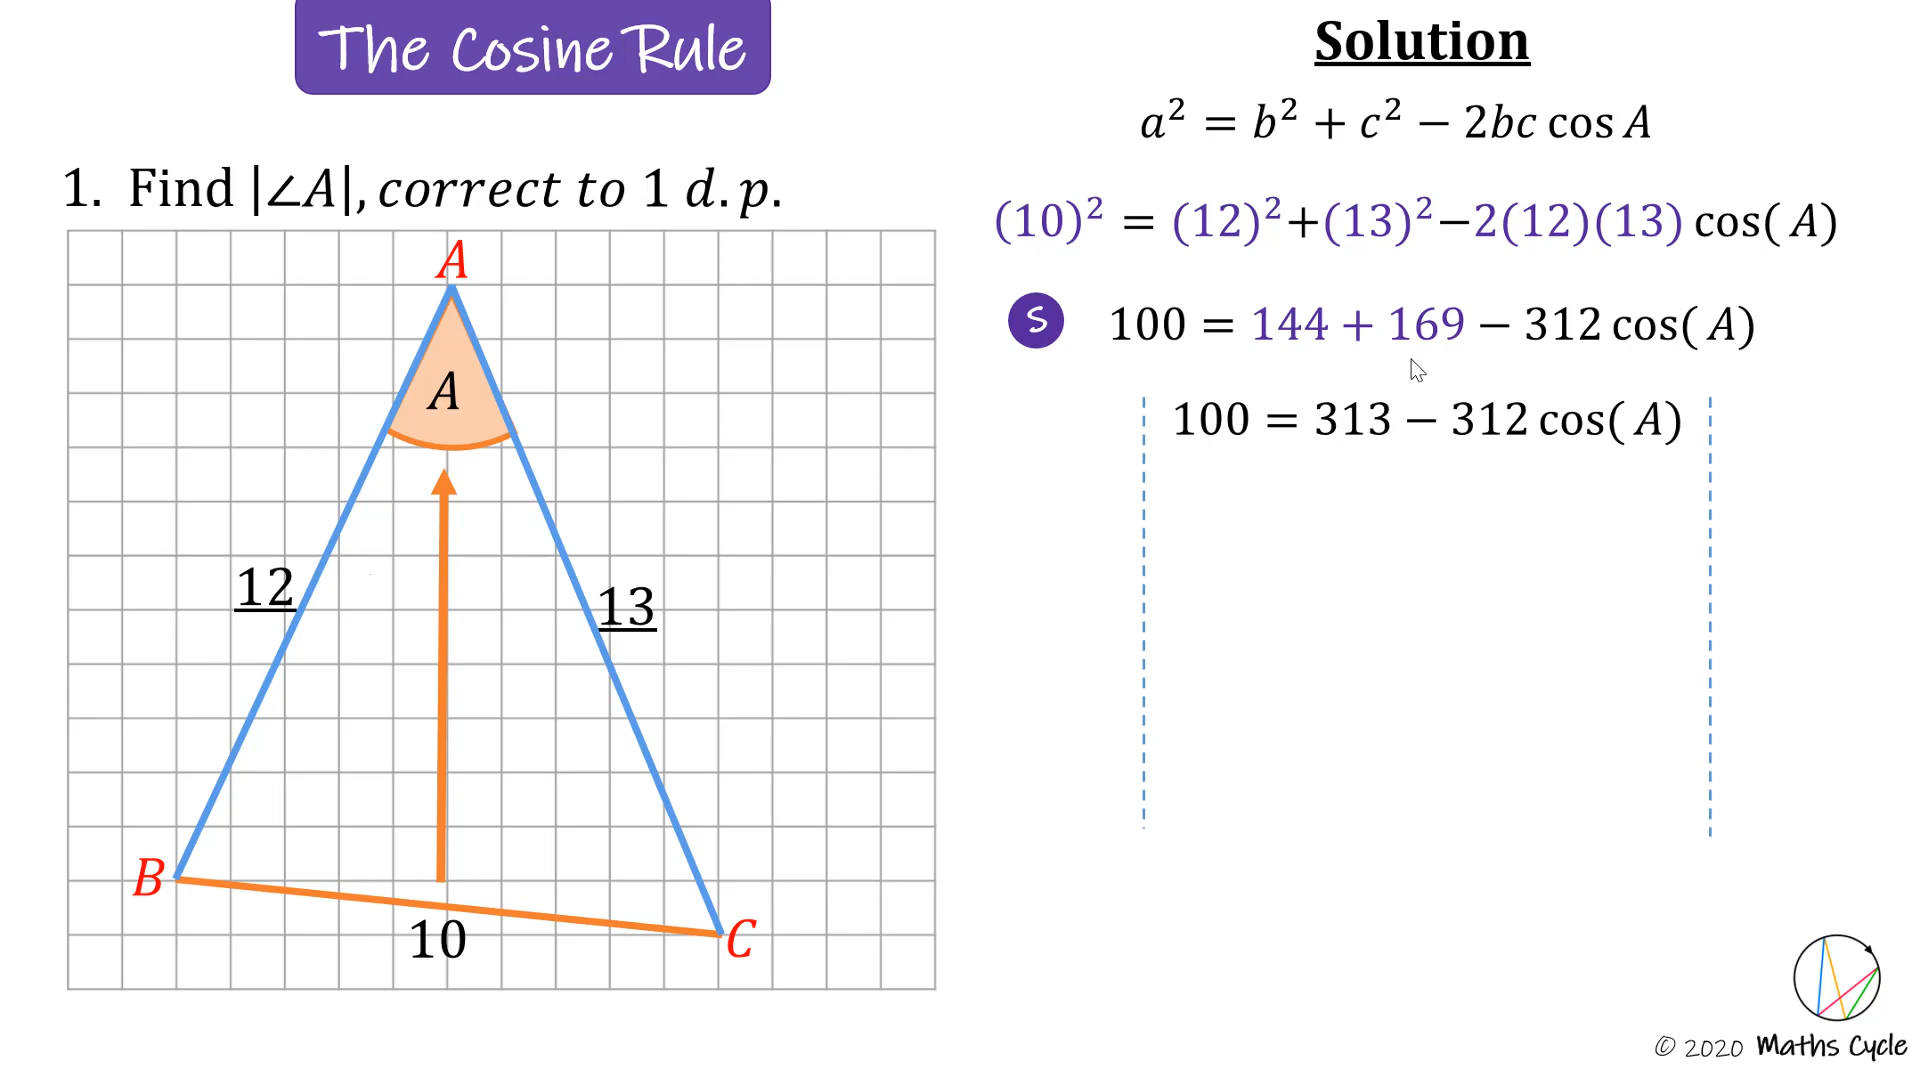 The Cosine Rule
1. Find |∠A|, correct to 1 d.p.
A
A
12
13
B
10
C
Solution
a² = b² + c² − 2bc cos A
(10)² = (12)²+(13)²−2(12)(13) cos( A)
S
100 = 144 + 169 − 312 cos( A)
100 = 313 − 312 cos( A)
© 2020 Maths Cycle